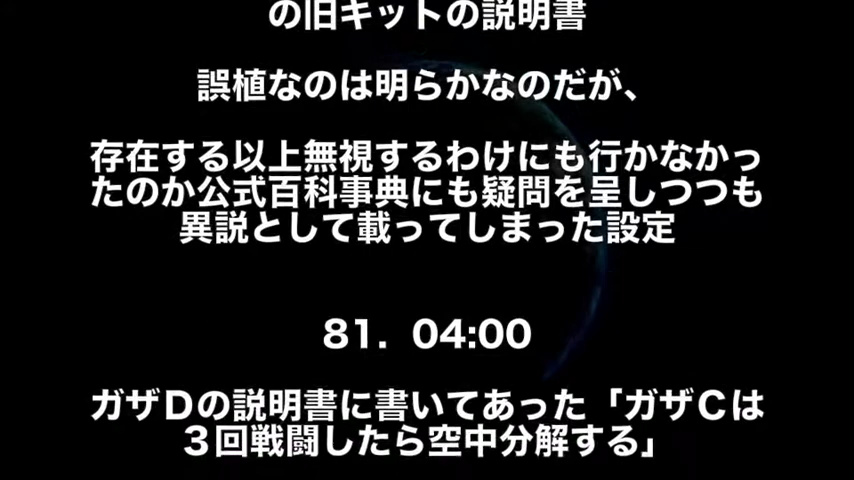 の旧キットの説明書
誤植なのは明らかなのだが、
存在する以上無視するわけにも行かなかっ
たのか公式百科事典にも疑問を呈しつつも
異説として載ってしまった設定
81．04:00
ガザＤの説明書に書いてあった「ガザＣは
３回戦闘したら空中分解する」